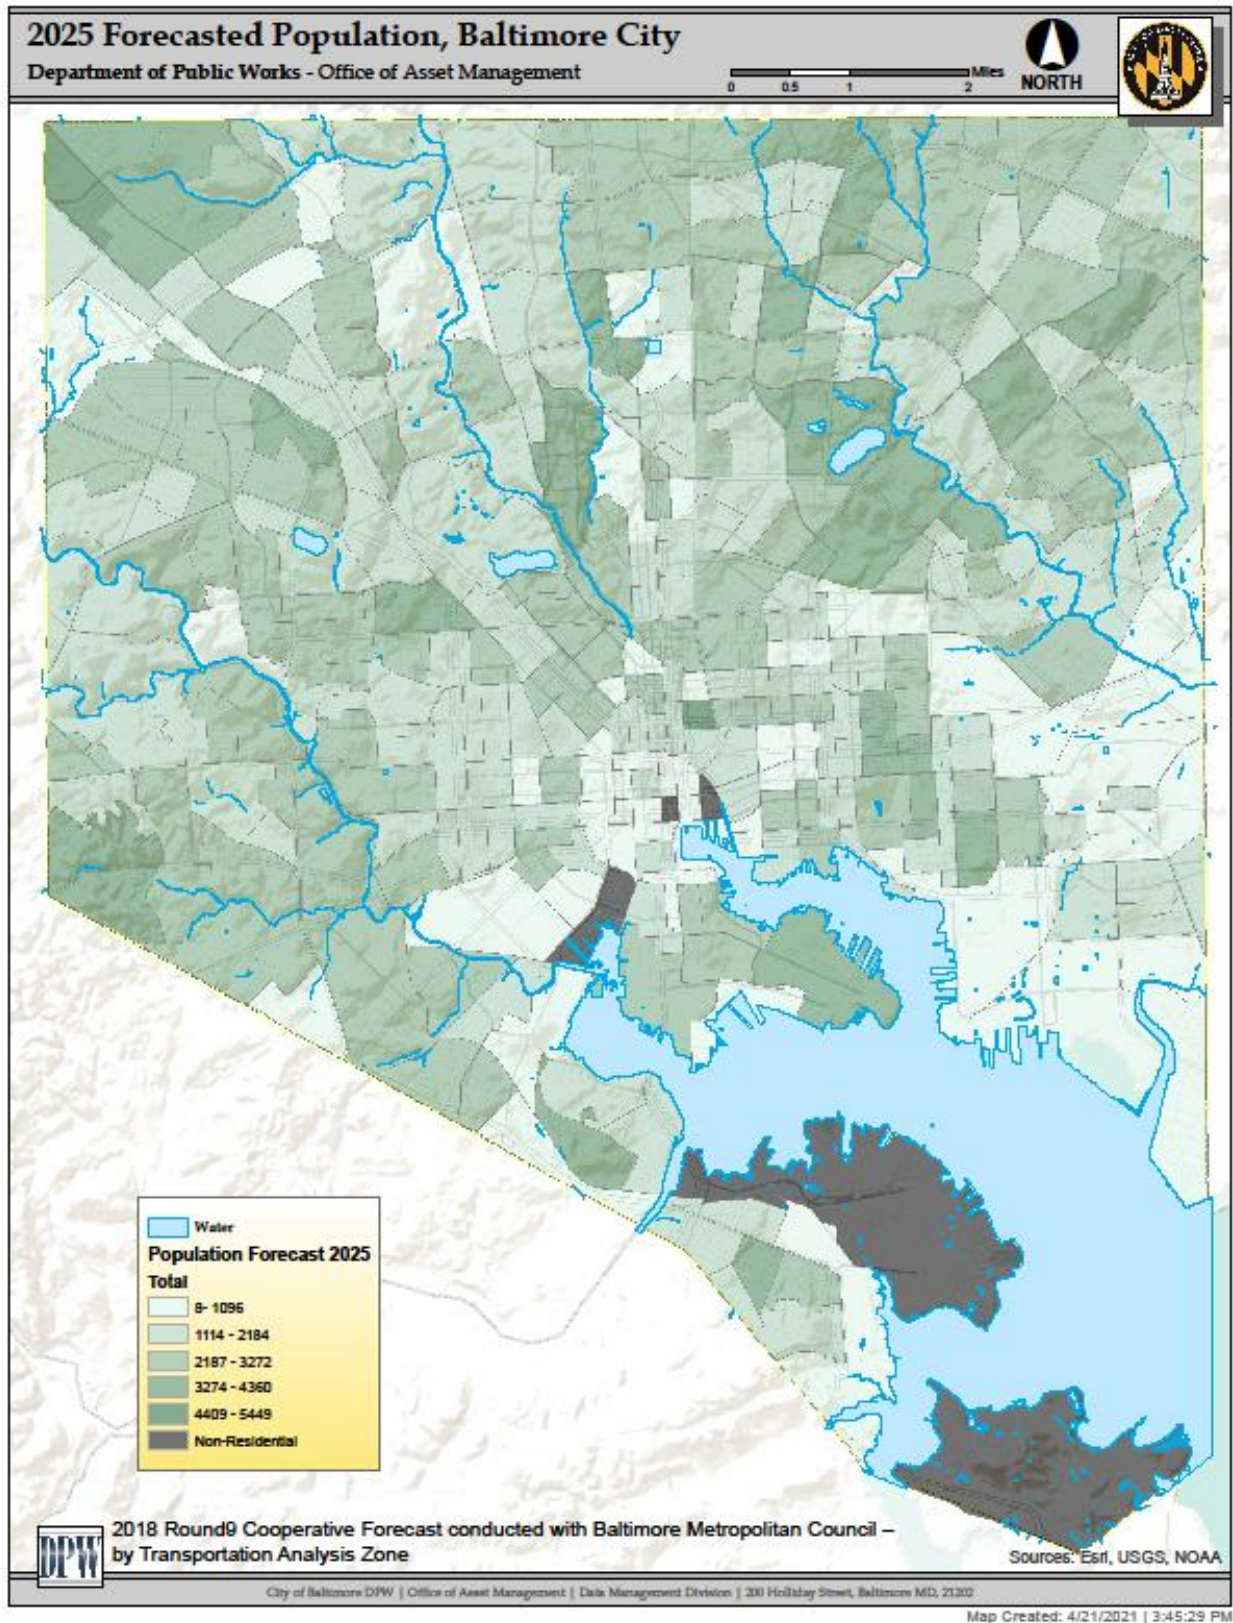 2025 Forecasted Population, Baltimore City
Department of Public Works - Office of Asset Management
0 0.5 1 2 Miles
NORTH
Water
Population Forecast 2025
Total
8- 1096
1114 - 2184
2187 - 3272
3274 - 4360
4409 - 5449
Non-Residential
DPW
2018 Round9 Cooperative Forecast conducted with Baltimore Metropolitan Council –
by Transportation Analysis Zone
Sources: Esri, USGS, NOAA
City of Baltimore DPW | Office of Asset Management | Data Management Division | 200 Holliday Street, Baltimore MD, 21202
Map Created: 4/21/2021 | 3:45:29 PM